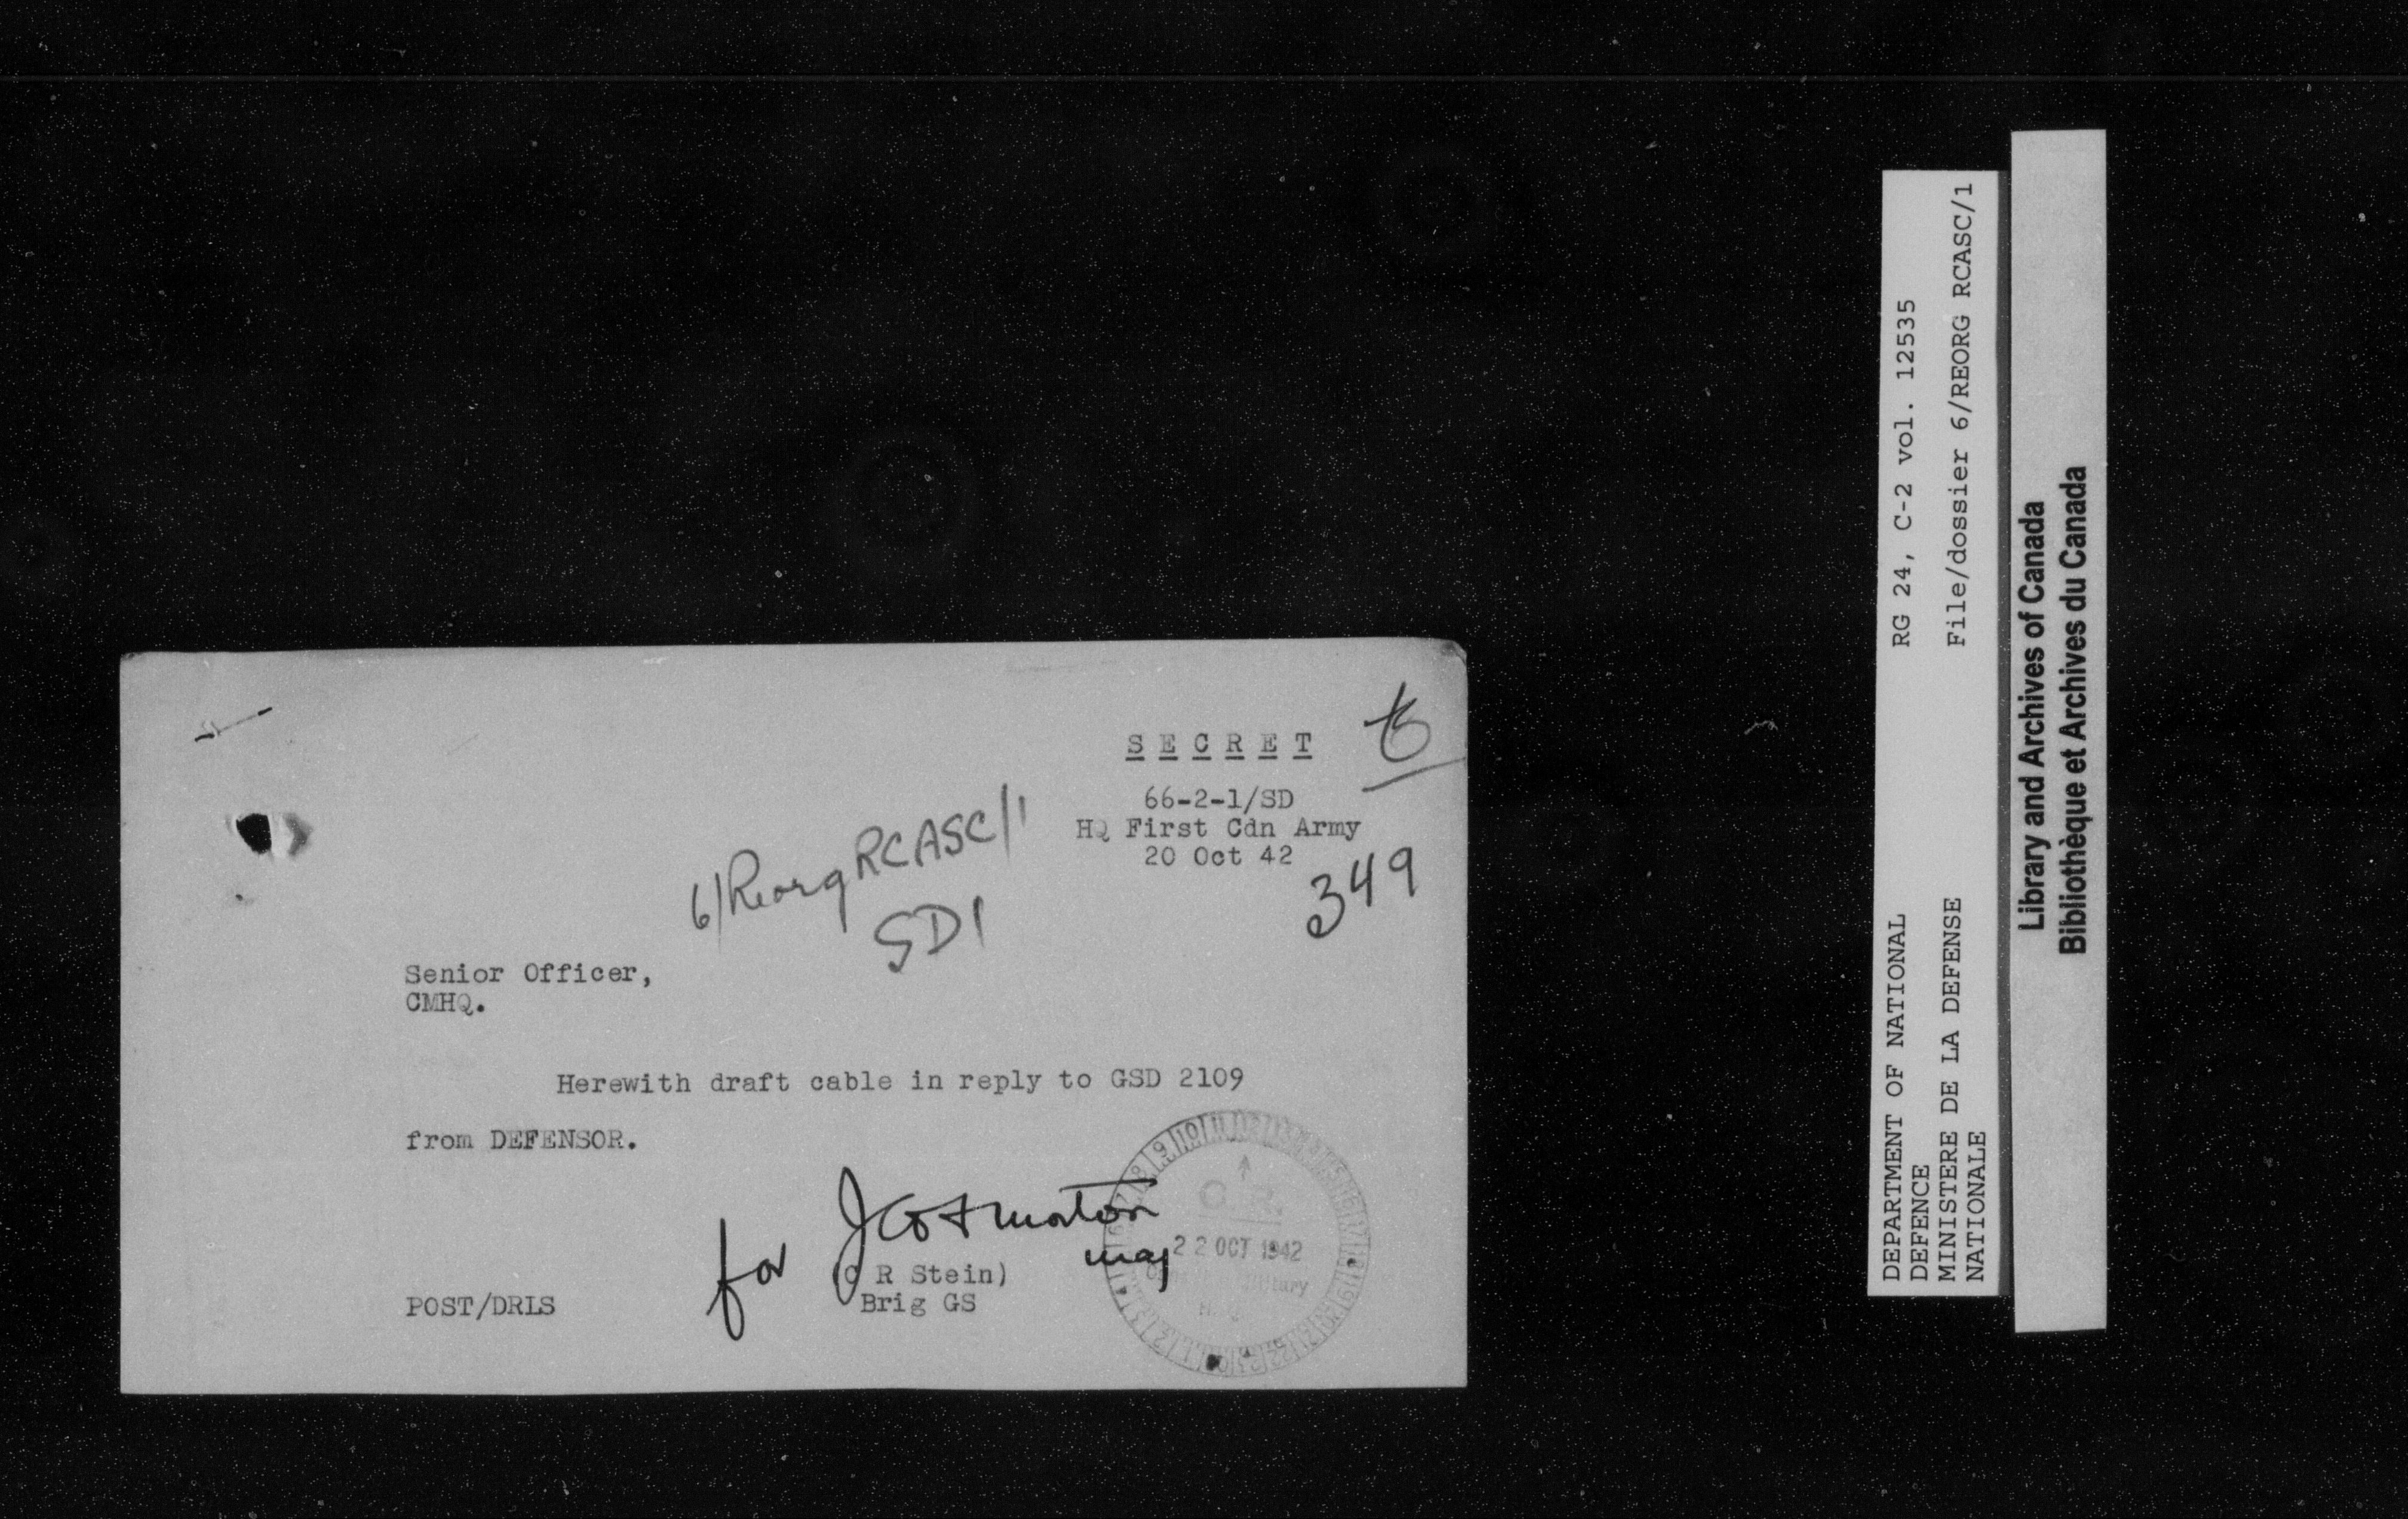 S E C R E T
66-2-1/SD
HQ First Cdn Army
20 Oct 42
349
6/Reorg RCASC/1
SD1
Senior Officer,
CMHQ.
Herewith draft cable in reply to GSD 2109
from DEFENSOR.
for
maj
22 OCT 1942
R Stein)
Brig GS
POST/DRLS
RG 24, C-2 vol. 12535
File/dossier 6/REORG RCASC/1
DEPARTMENT OF NATIONAL
DEFENCE
MINISTERE DE LA DEFENSE
NATIONALE
Library and Archives of Canada
Bibliothèque et Archives du Canada